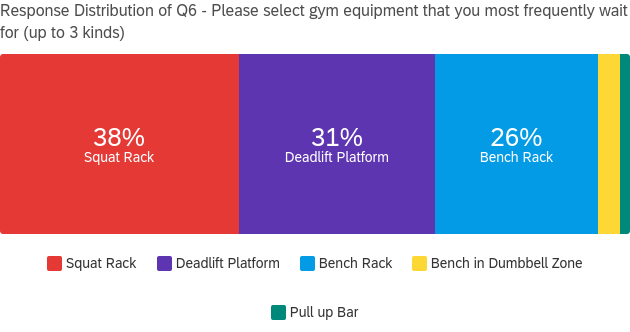 Response Distribution of Q6 - Please select gym equipment that you most frequently wait
for (up to 3 kinds)
38%
Squat Rack
31%
Deadlift Platform
26%
Bench Rack
Squat Rack
Deadlift Platform
Bench Rack
Bench in Dumbbell Zone
Pull up Bar